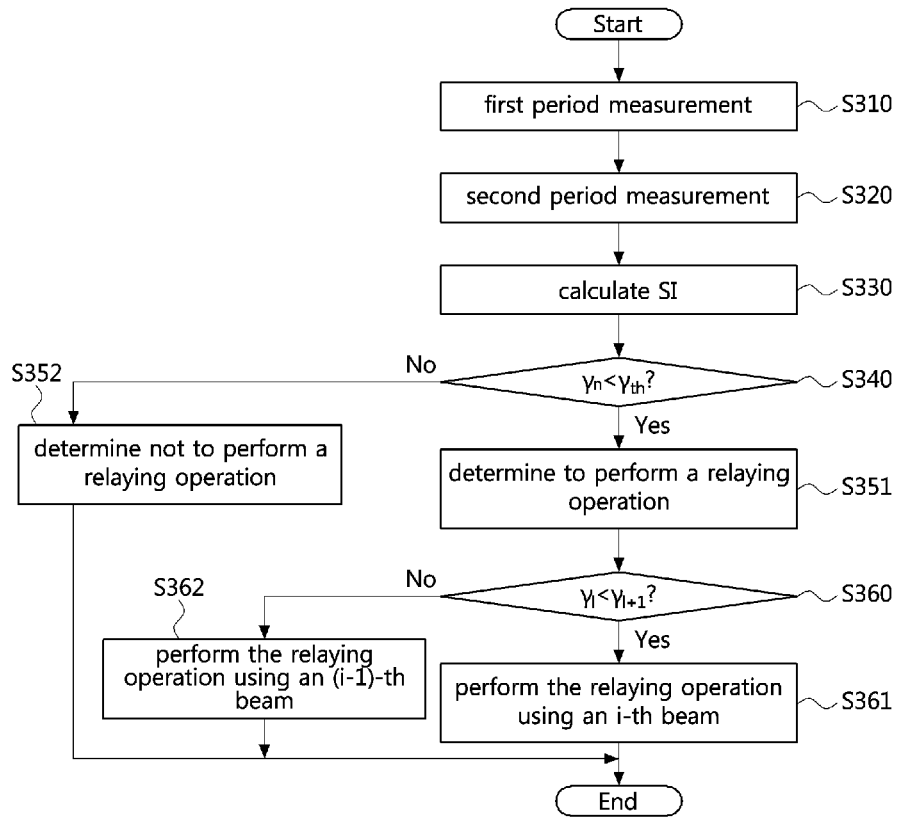 Start
first period measurement
S310
second period measurement
S320
calculate SI
S330
No
S352
γn<γth?
S340
Yes
determine not to perform a
relaying operation
determine to perform a relaying
operation
S351
No
S362
γI<γI+1?
S360
Yes
perform the relaying
operation using an (i-1)-th
beam
perform the relaying operation
using an i-th beam
S361
End